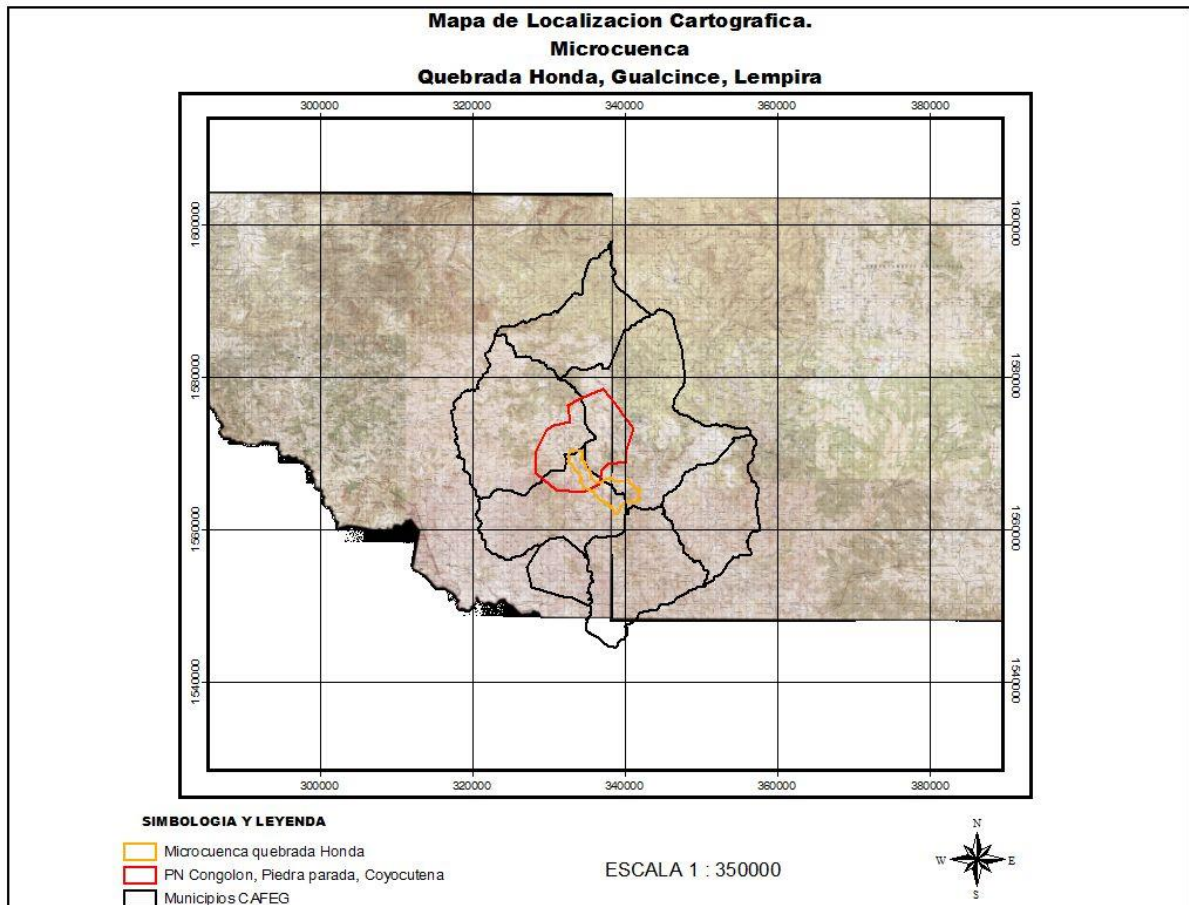 Mapa de Localizacion Cartografica.
Microcuenca
Quebrada Honda, Gualcince, Lempira
300000 320000 340000 360000 380000
1600000 1600000
1580000 1580000
1560000 1560000
1540000 1540000
300000 320000 340000 360000 380000
SIMBOLOGIA Y LEYENDA
Microcuenca quebrada Honda
PN Congolon, Piedra parada, Coyocutena
Municipios CAFEG
ESCALA 1 : 350000
N
W E
S